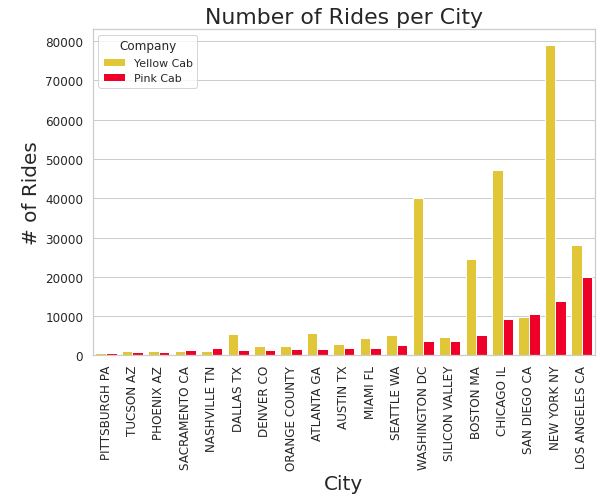 Number of Rides per City
Company
Yellow Cab
Pink Cab
# of Rides
80000
70000
60000
50000
40000
30000
20000
10000
0
PITTSBURGH PA
TUCSON AZ
PHOENIX AZ
SACRAMENTO CA
NASHVILLE TN
DALLAS TX
DENVER CO
ORANGE COUNTY
ATLANTA GA
AUSTIN TX
MIAMI FL
SEATTLE WA
WASHINGTON DC
SILICON VALLEY
BOSTON MA
CHICAGO IL
SAN DIEGO CA
NEW YORK NY
LOS ANGELES CA
City